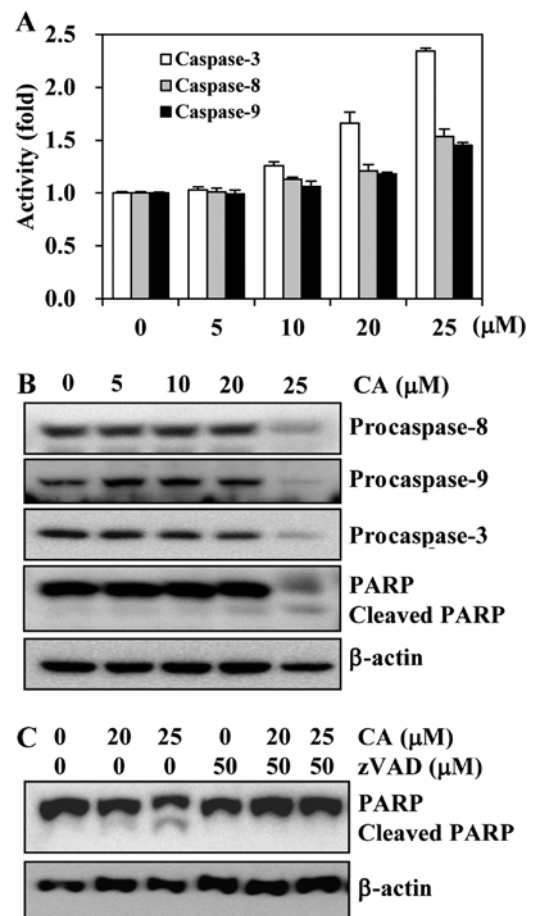 A
2.5
2.0
1.5
1.0
0.5
0.0
Activity (fold)
Caspase-3
Caspase-8
Caspase-9
0 5 10 20 25 (μM)
B 0 5 10 20 25 CA (μM)
Procaspase-8
Procaspase-9
Procaspase-3
PARP
Cleaved PARP
β-actin
C 0 20 25 0 20 25 CA (μM)
0 0 0 50 50 50 zVAD (μM)
PARP
Cleaved PARP
β-actin